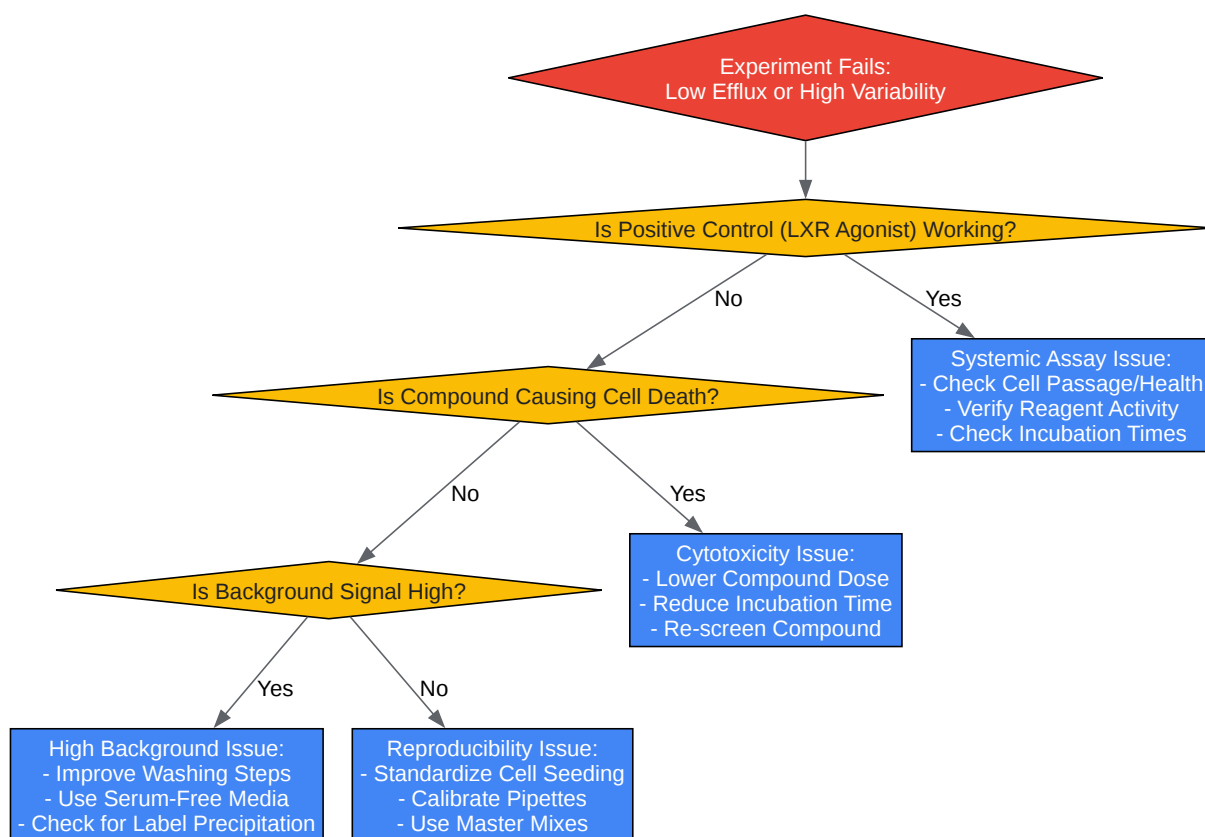 Experiment Fails:
Low Efflux or High Variability
Is Positive Control (LXR Agonist) Working?
No
Yes
Systemic Assay Issue:
- Check Cell Passage/Health
- Verify Reagent Activity
- Check Incubation Times
Is Compound Causing Cell Death?
No
Yes
Cytotoxicity Issue:
- Lower Compound Dose
- Reduce Incubation Time
- Re-screen Compound
Is Background Signal High?
Yes
No
High Background Issue:
- Improve Washing Steps
- Use Serum-Free Media
- Check for Label Precipitation
Reproducibility Issue:
- Standardize Cell Seeding
- Calibrate Pipettes
- Use Master Mixes